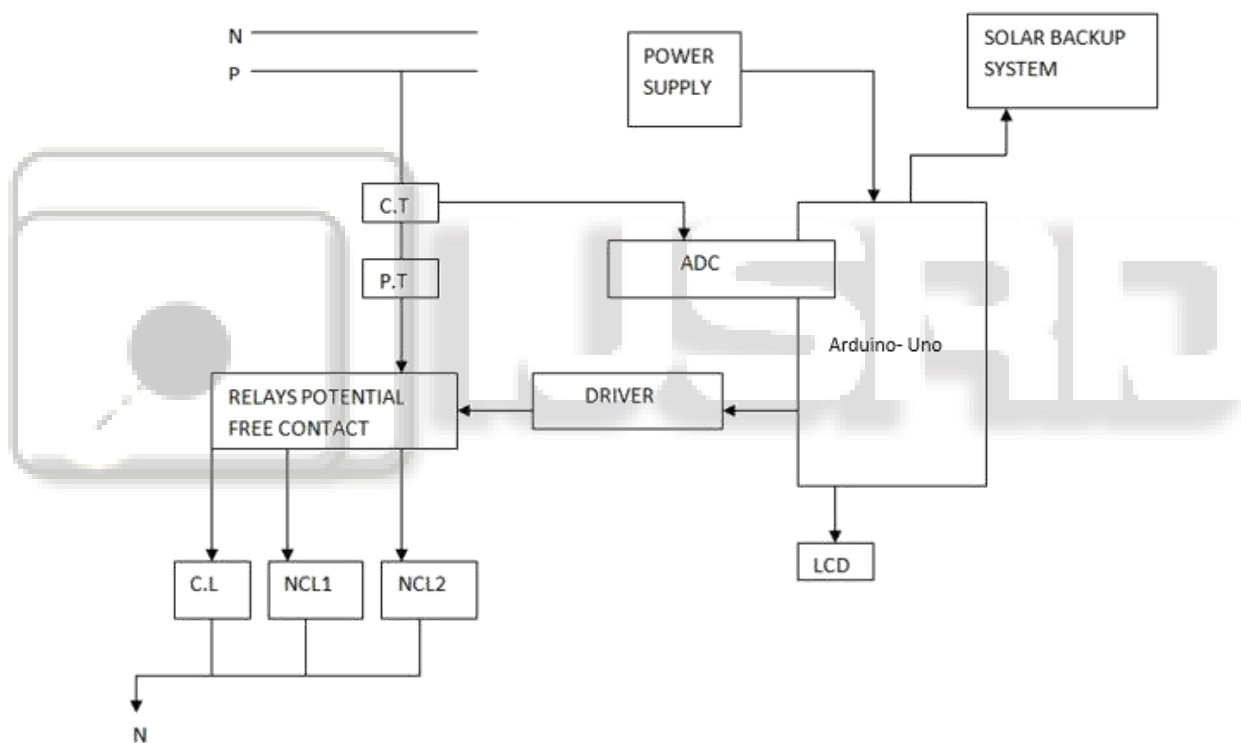 N
P
POWER
SUPPLY
SOLAR BACKUP
SYSTEM
C.T
ADC
P.T
Arduino- Uno
RELAYS POTENTIAL
FREE CONTACT
DRIVER
LCD
C.L
NCL1
NCL2
N